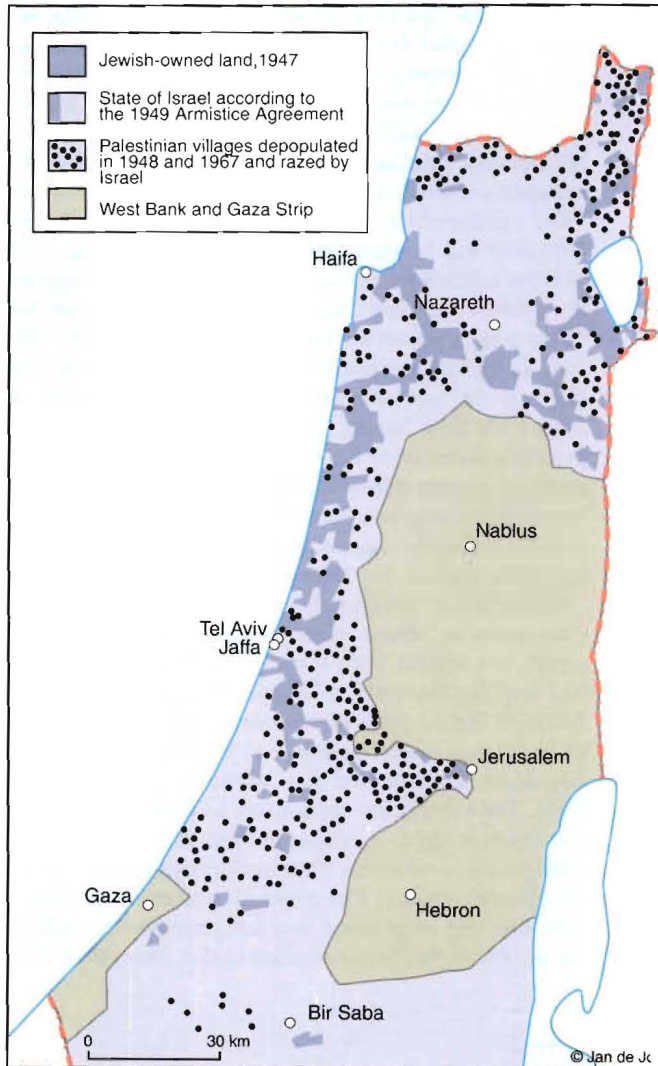 Jewish-owned land,1947
State of Israel according to
the 1949 Armistice Agreement
Palestinian villages depopulated
in 1948 and 1967 and razed by
Israel
West Bank and Gaza Strip
Haifa
Nazareth
Nablus
Tel Aviv
Jaffa
Jerusalem
Gaza
Hebron
Bir Saba
0 30 km
© Jan de Jo